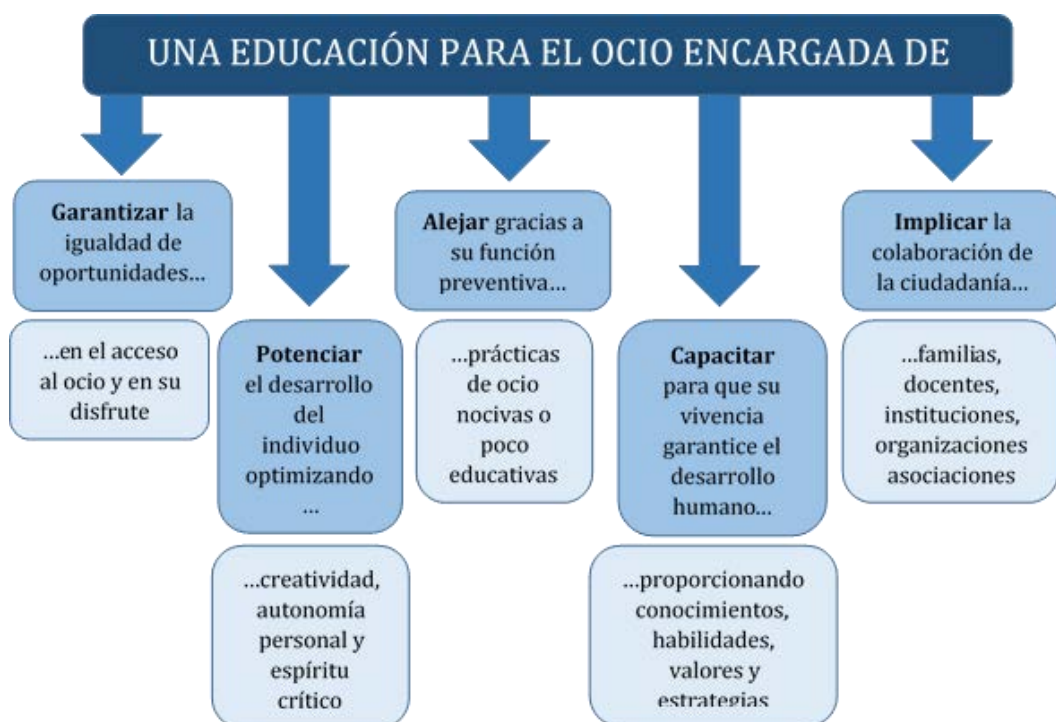 UNA EDUCACIÓN PARA EL OCIO ENCARGADA DE
Garantizar la
igualdad de
oportunidades...
...en el acceso
al ocio y en su
disfrute
Potenciar
el desarrollo
del
individuo
optimizando
...
...creatividad,
autonomía
personal y
espíritu
crítico
Alejar gracias a
su función
preventiva...
...prácticas
de ocio
nocivas o
poco
educativas
Capacitar
para que su
vivencia
garantice el
desarrollo
humano...
...proporcionando
conocimientos,
habilidades,
valores y
estrategias
Implicar la
colaboración de
la ciudadanía...
...familias,
docentes,
instituciones,
organizaciones
asociaciones